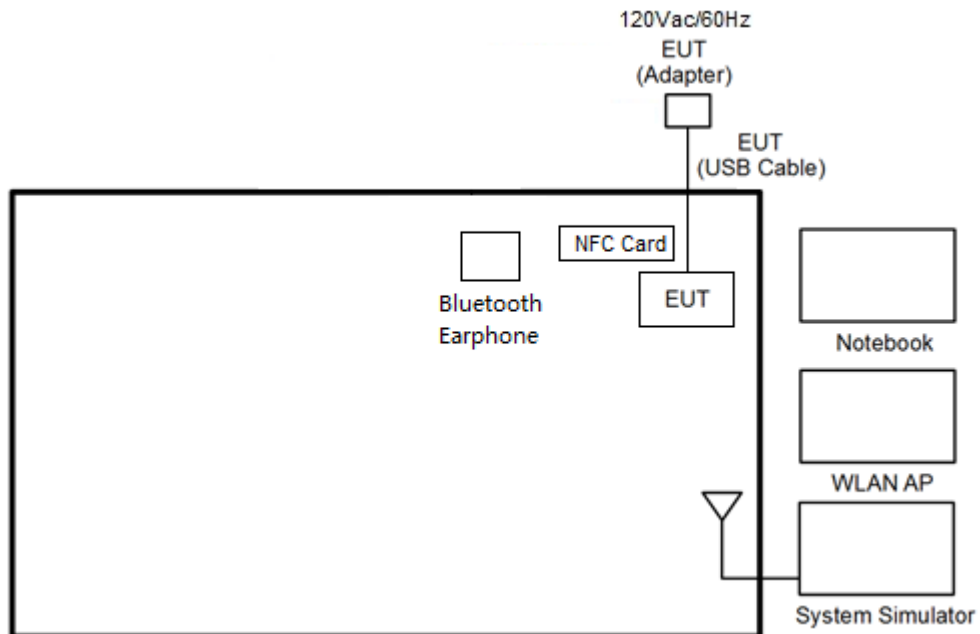 120Vac/60Hz
EUT
(Adapter)
EUT
(USB Cable)
NFC Card
EUT
Bluetooth
Earphone
Notebook
WLAN AP
System Simulator